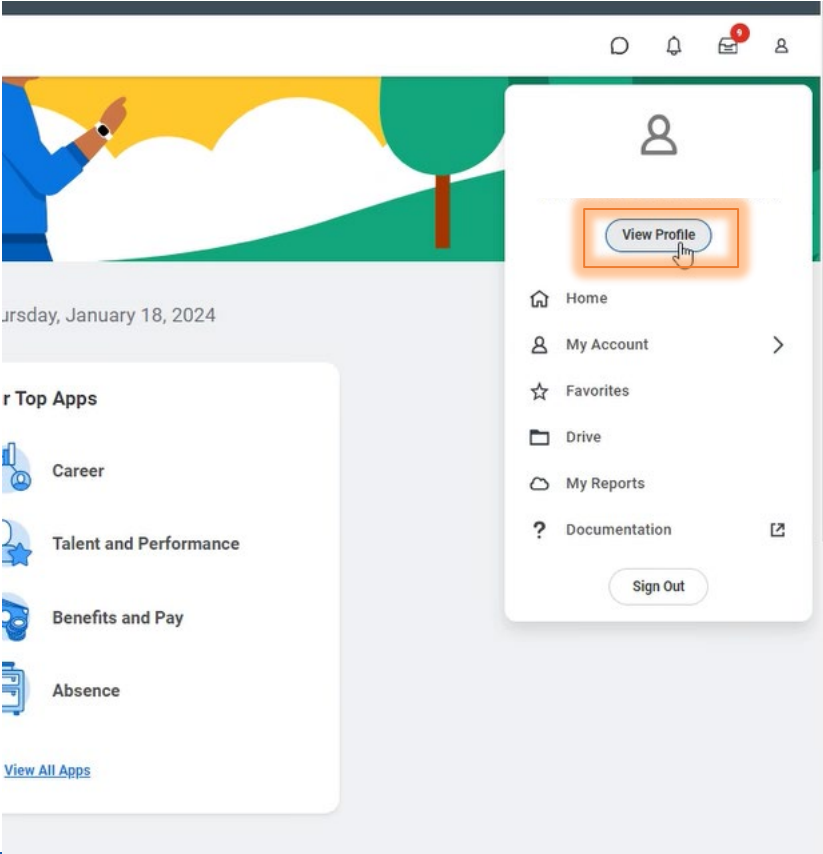 9
View Profile
Home
My Account
Favorites
Drive
My Reports
Documentation
Sign Out
ursday, January 18, 2024
r Top Apps
Career
Talent and Performance
Benefits and Pay
Absence
View All Apps